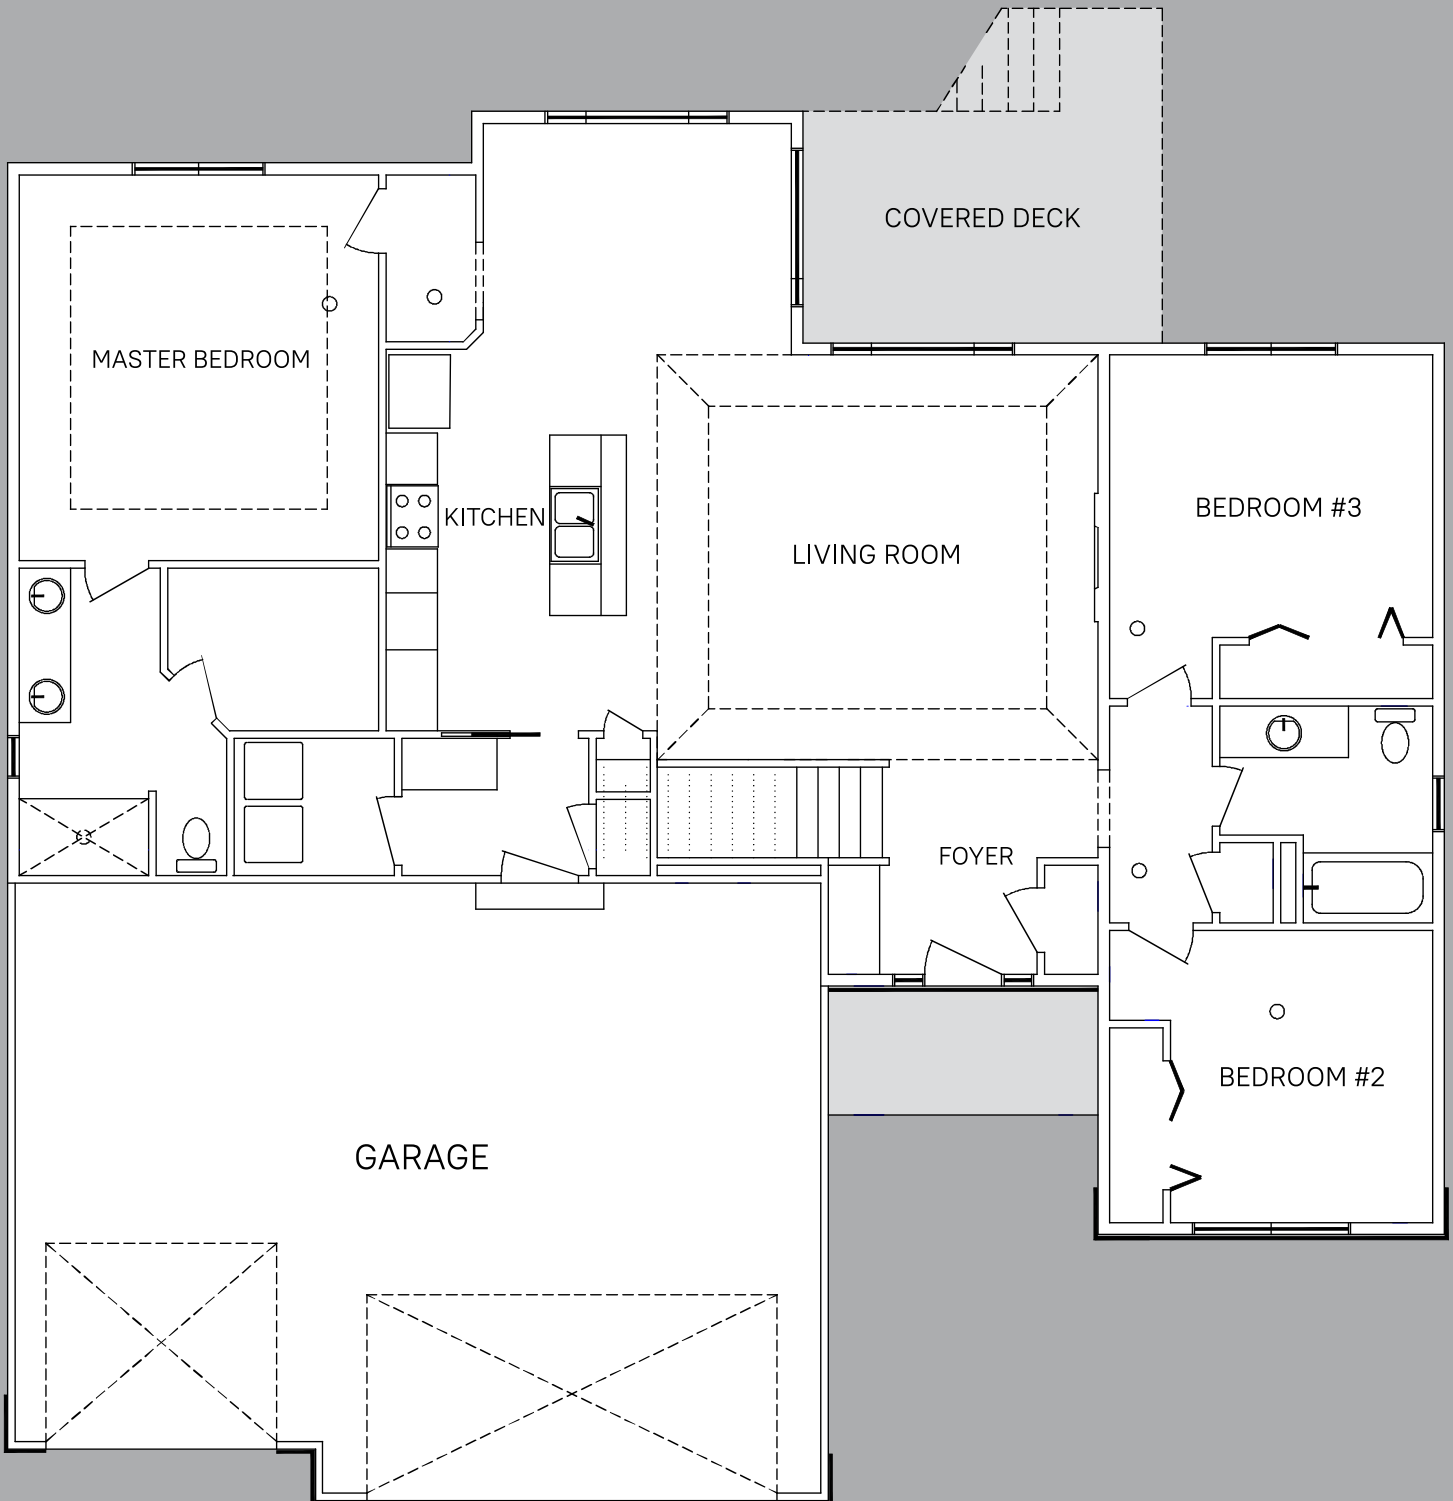 COVERED DECK
MASTER BEDROOM
KITCHEN
BEDROOM #3
LIVING ROOM
FOYER
BEDROOM #2
GARAGE